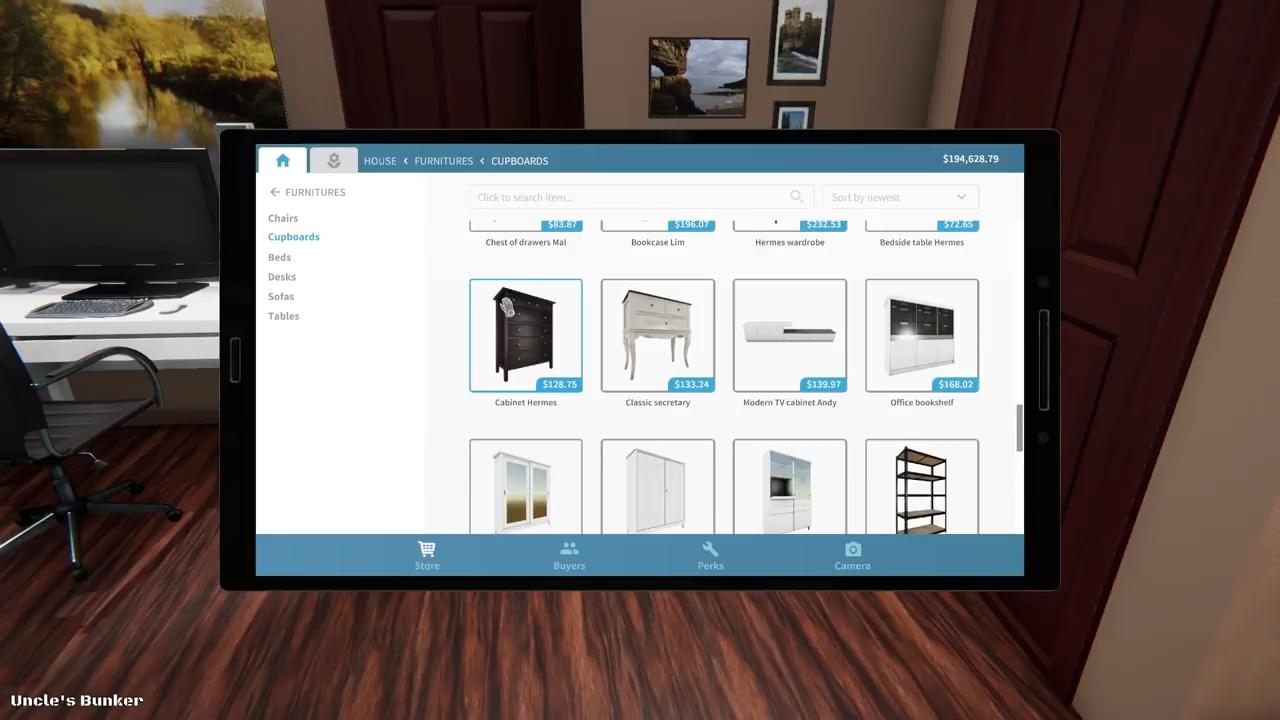 HOUSE < FURNITURES < CUPBOARDS
$194,628.79
← FURNITURES
Click to search item...
Sort by newest
Chairs
Cupboards
Beds
Desks
Sofas
Tables
$83.87
$196.07
$232.53
$72.65
Chest of drawers Mal
Bookcase Lim
Hermes wardrobe
Bedside table Hermes
$128.75
$133.24
$139.97
$168.02
Cabinet Hermes
Classic secretary
Modern TV cabinet Andy
Office bookshelf
Store
Buyers
Perks
Camera
Uncle's Bunker